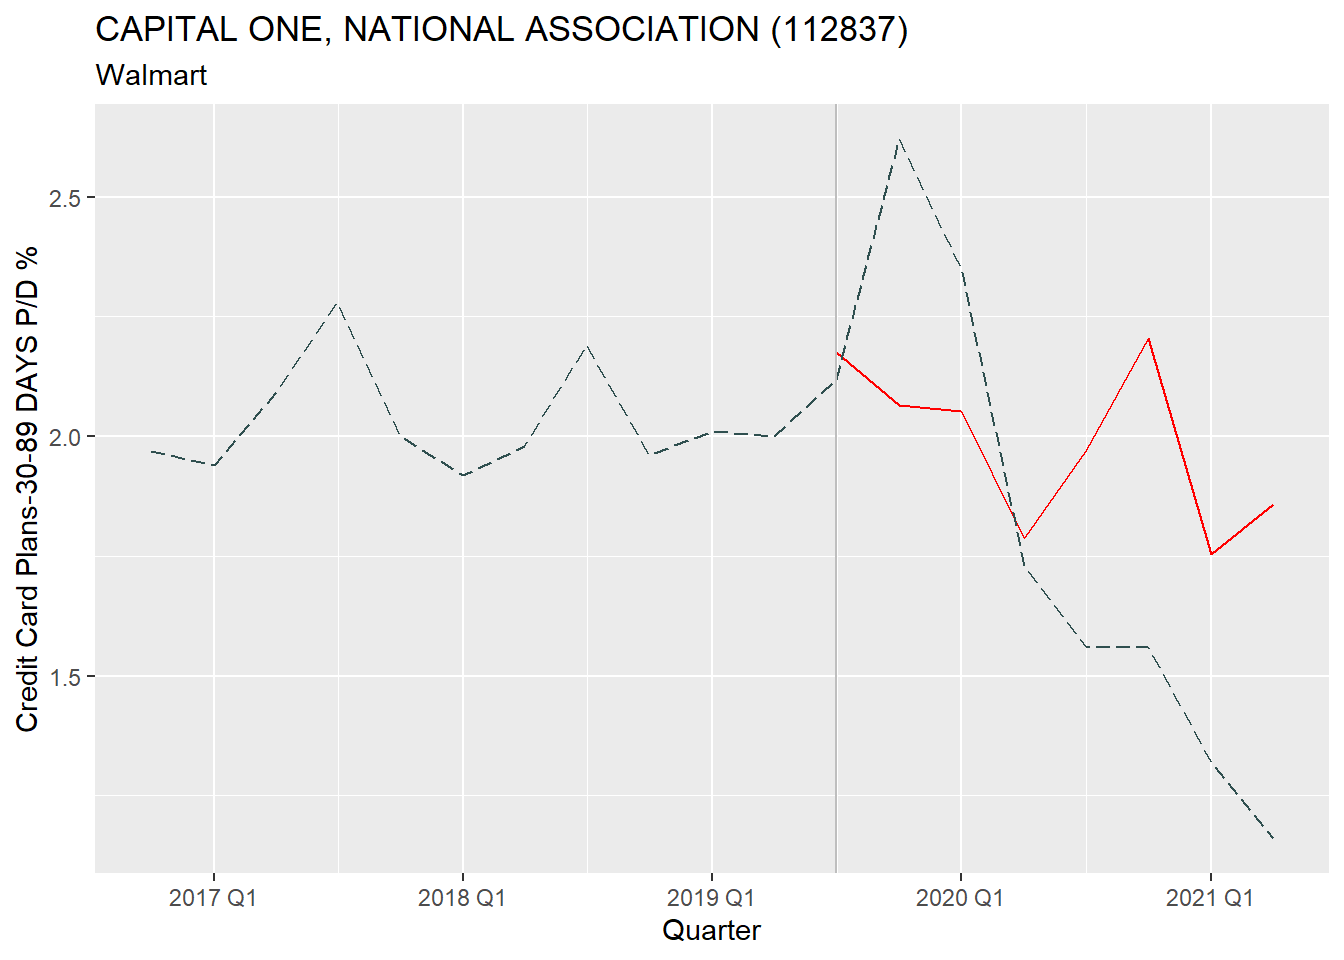 CAPITAL ONE, NATIONAL ASSOCIATION (112837)
Walmart
Credit Card Plans-30-89 DAYS P/D %
2.5
2.0
1.5
2017 Q1
2018 Q1
2019 Q1
2020 Q1
2021 Q1
Quarter